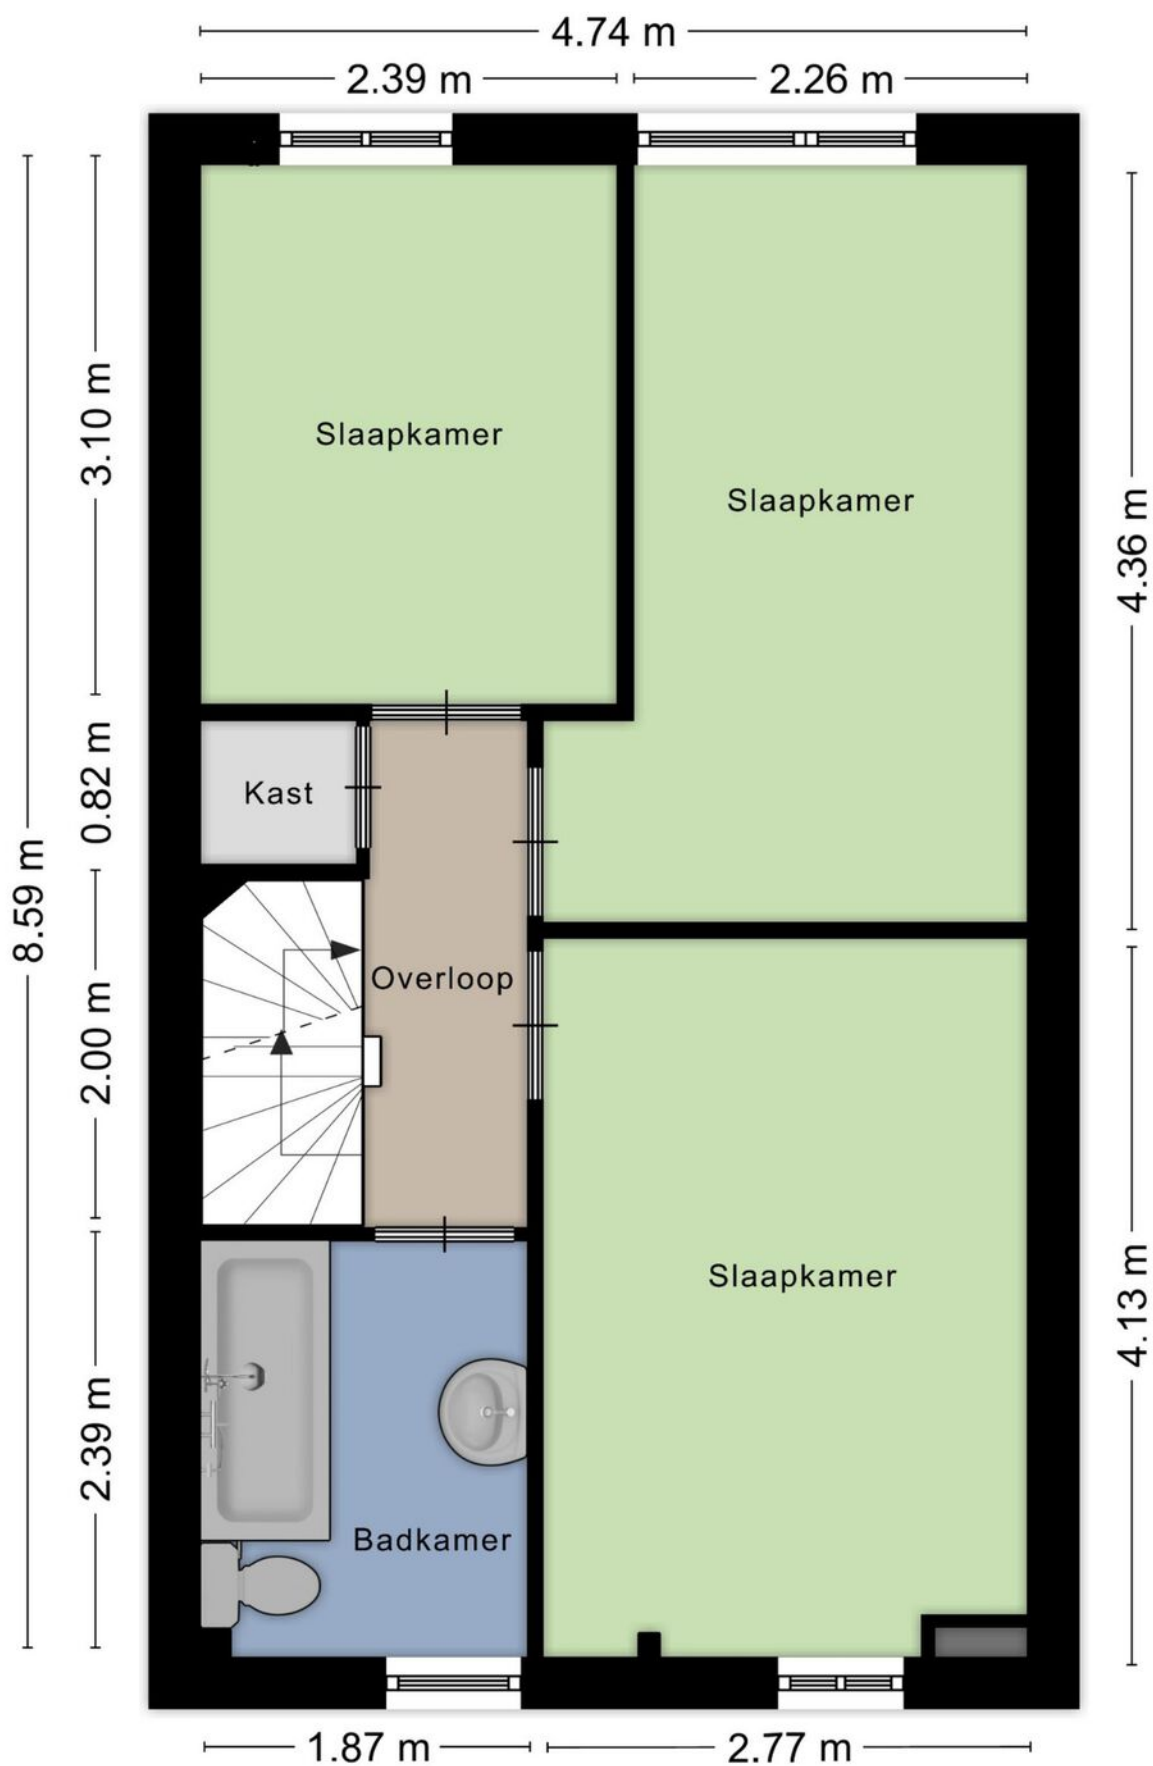 4.74 m
2.39 m
2.26 m
3.10 m
Slaapkamer
Slaapkamer
4.36 m
0.82 m
Kast
8.59 m
Overloop
2.00 m
Slaapkamer
4.13 m
2.39 m
Badkamer
1.87 m
2.77 m